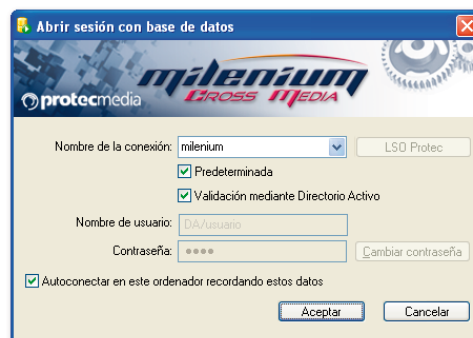 Abrir sesión con base de datos
milenium
CROSS MEDIA
protecmedia
Nombre de la conexión: milenium LSO Protec
Predeterminada
Validación mediante Directorio Activo
Nombre de usuario: DA/usuario
Contraseña: ●●●● Cambiar contraseña
Autoconectar en este ordenador recordando estos datos
Aceptar Cancelar